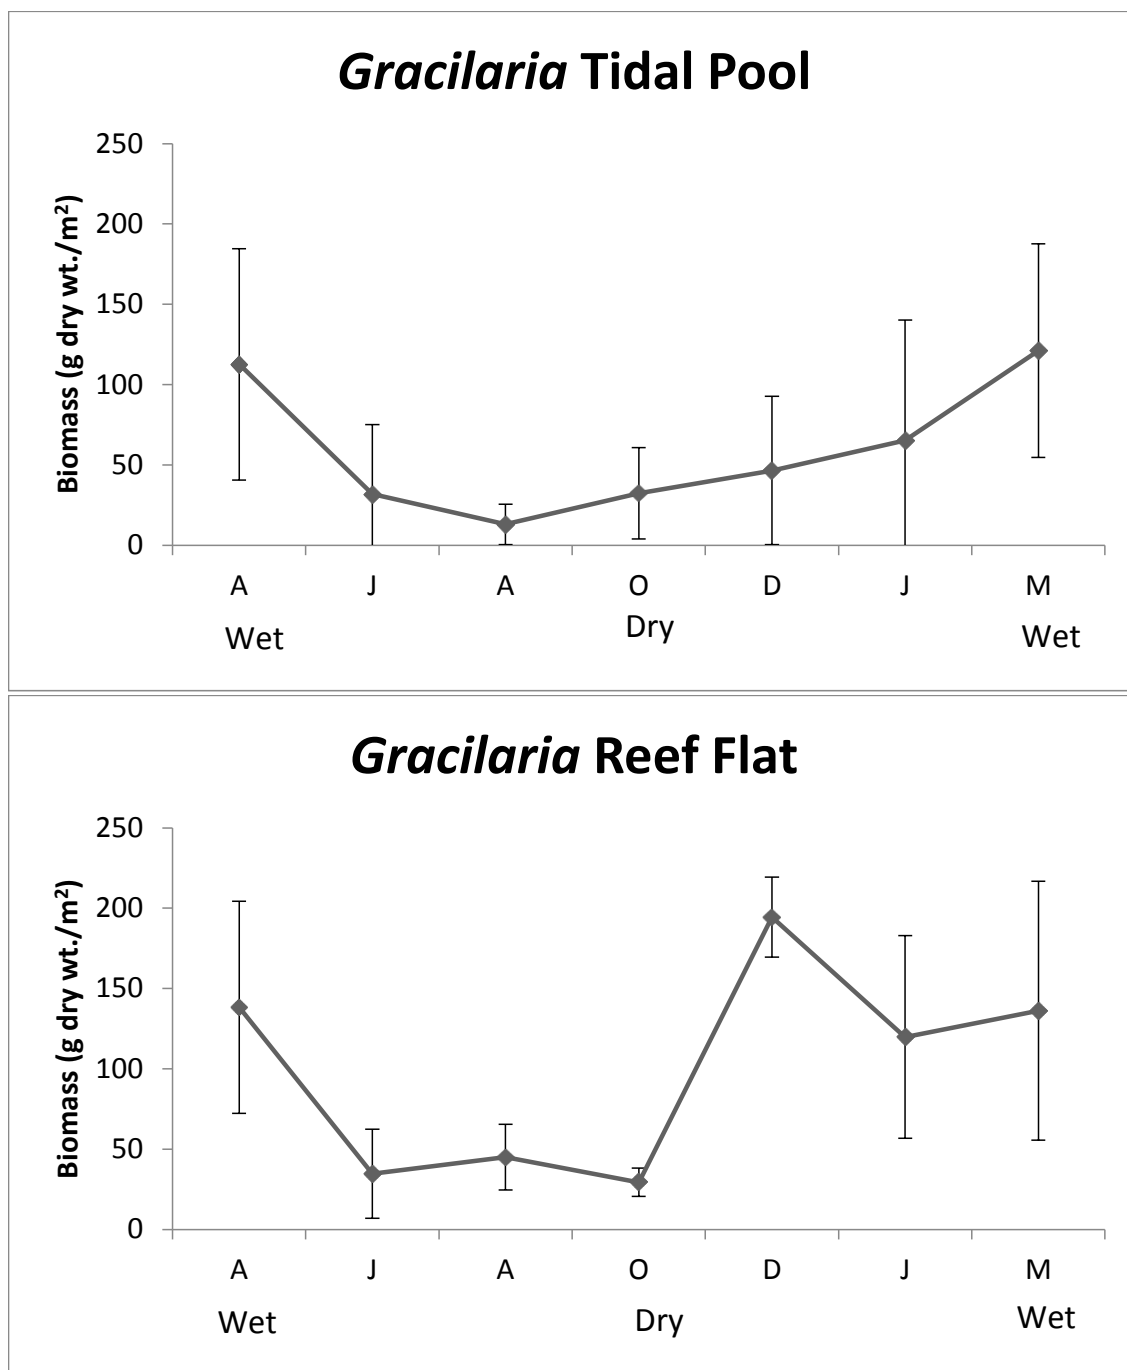 Gracilaria Tidal Pool
250
200
150
100
50
0
Biomass (g dry wt./m²)
A J A O D J M
Wet Dry Wet
Gracilaria Reef Flat
250
200
150
100
50
0
Biomass (g dry wt./m²)
A J A O D J M
Wet Dry Wet